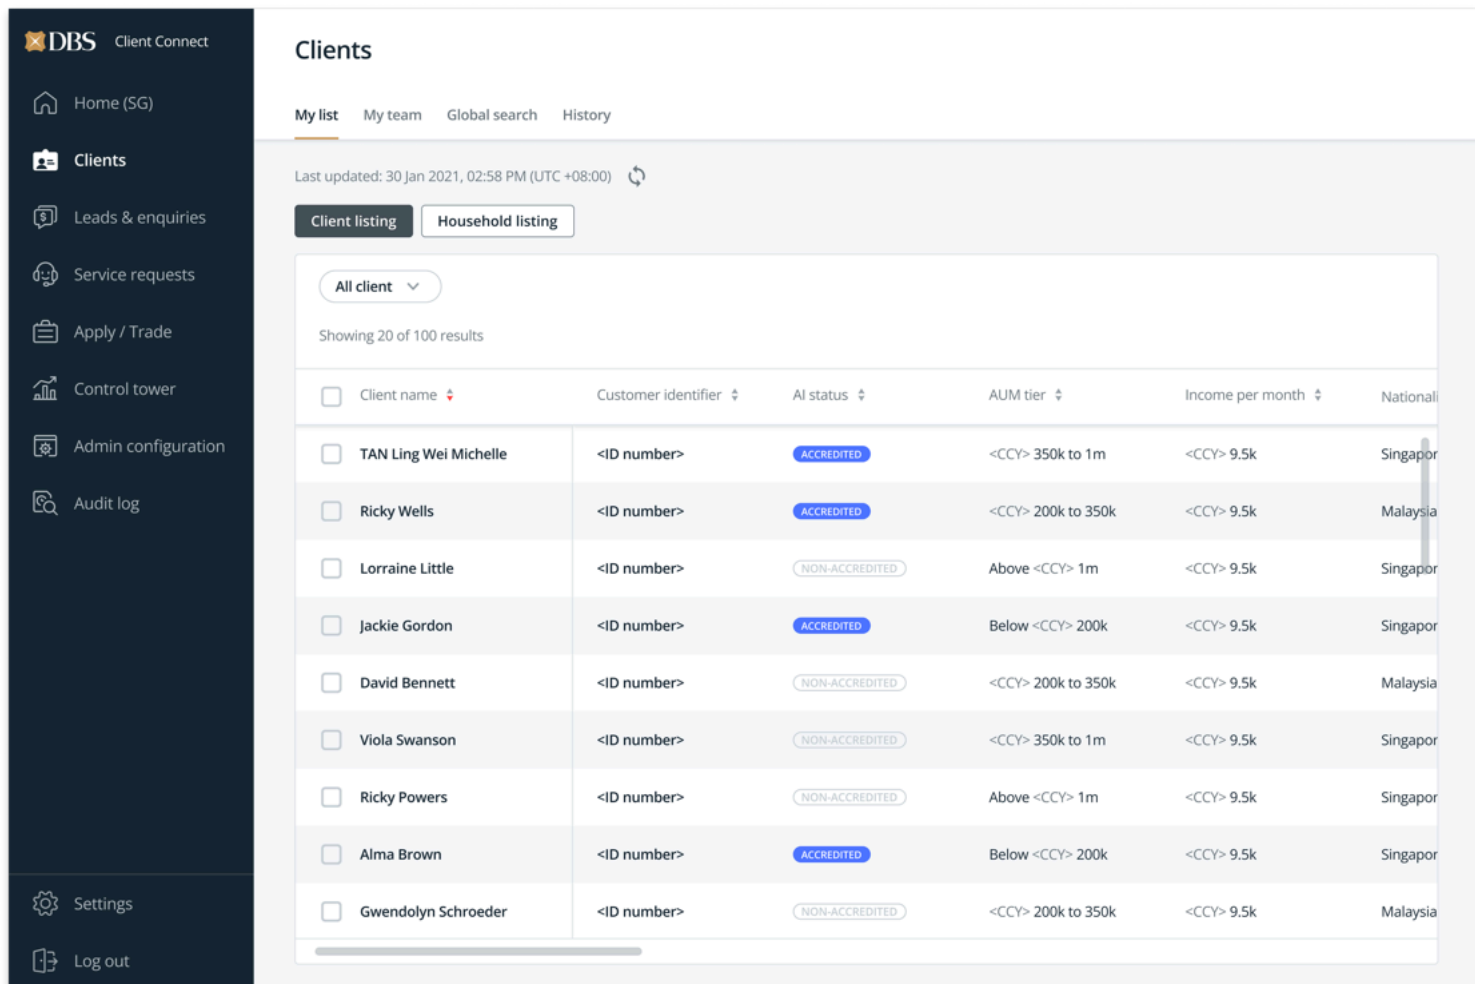 DBS Client Connect
Home (SG)
Clients
Leads & enquiries
Service requests
Apply / Trade
Control tower
Admin configuration
Audit log
Settings
Log out
Clients
My list My team Global search History
Last updated: 30 Jan 2021, 02:58 PM (UTC +08:00)
Client listing Household listing
All client
Showing 20 of 100 results
Client name Customer identifier AI status AUM tier Income per month Nationali
TAN Ling Wei Michelle <ID number> ACCREDITED <CCY> 350k to 1m <CCY> 9.5k Singapor
Ricky Wells <ID number> ACCREDITED <CCY> 200k to 350k <CCY> 9.5k Malaysia
Lorraine Little <ID number> NON-ACCREDITED Above <CCY> 1m <CCY> 9.5k Singapor
Jackie Gordon <ID number> ACCREDITED Below <CCY> 200k <CCY> 9.5k Singapor
David Bennett <ID number> NON-ACCREDITED <CCY> 200k to 350k <CCY> 9.5k Malaysia
Viola Swanson <ID number> NON-ACCREDITED <CCY> 350k to 1m <CCY> 9.5k Singapor
Ricky Powers <ID number> NON-ACCREDITED Above <CCY> 1m <CCY> 9.5k Singapor
Alma Brown <ID number> ACCREDITED Below <CCY> 200k <CCY> 9.5k Singapor
Gwendolyn Schroeder <ID number> NON-ACCREDITED <CCY> 200k to 350k <CCY> 9.5k Malaysia